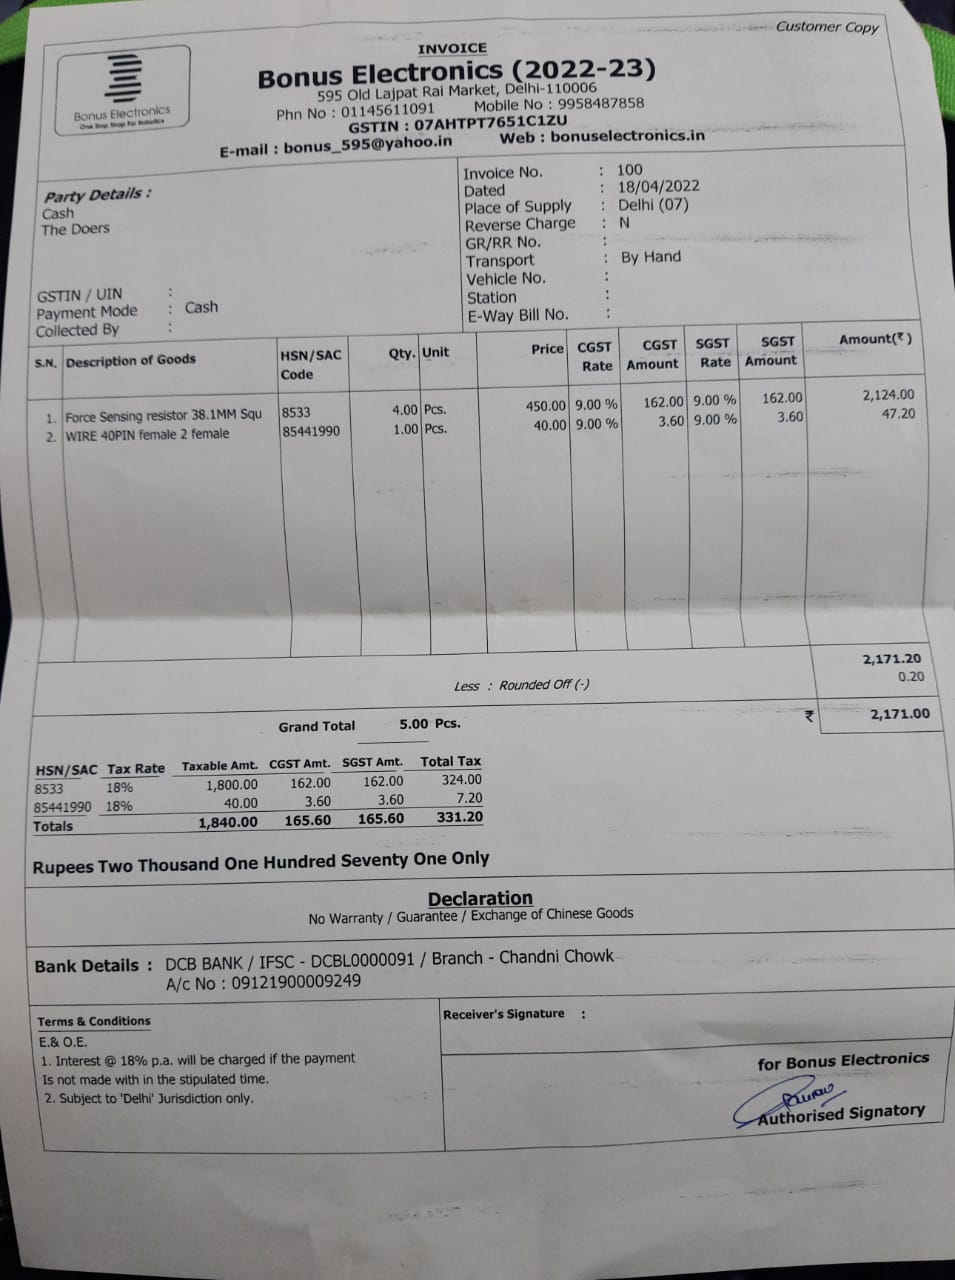 Customer Copy
INVOICE
Bonus Electronics
One Stop Shop For Robotics
Bonus Electronics (2022-23)
595 Old Lajpat Rai Market, Delhi-110006
Phn No : 01145611091 Mobile No : 9958487858
GSTIN : 07AHTPT7651C1ZU
E-mail : bonus_595@yahoo.in Web : bonuselectronics.in
Party Details :
Cash
The Doers
GSTIN / UIN :
Payment Mode : Cash
Collected By :
Invoice No. : 100
Dated : 18/04/2022
Place of Supply : Delhi (07)
Reverse Charge : N
GR/RR No. :
Transport : By Hand
Vehicle No. :
Station :
E-Way Bill No. :
S.N. Description of Goods HSN/SAC Code Qty. Unit Price CGST Rate CGST Amount SGST Rate SGST Amount Amount(₹ )
1. Force Sensing resistor 38.1MM Squ 8533 4.00 Pcs. 450.00 9.00 % 162.00 9.00 % 162.00 2,124.00
2. WIRE 40PIN female 2 female 85441990 1.00 Pcs. 40.00 9.00 % 3.60 9.00 % 3.60 47.20
2,171.20
Less : Rounded Off (-) 0.20
Grand Total 5.00 Pcs. ₹ 2,171.00
HSN/SAC Tax Rate Taxable Amt. CGST Amt. SGST Amt. Total Tax
8533 18% 1,800.00 162.00 162.00 324.00
85441990 18% 40.00 3.60 3.60 7.20
Totals 1,840.00 165.60 165.60 331.20
Rupees Two Thousand One Hundred Seventy One Only
Declaration
No Warranty / Guarantee / Exchange of Chinese Goods
Bank Details : DCB BANK / IFSC - DCBL0000091 / Branch - Chandni Chowk
A/c No : 09121900009249
Terms & Conditions
E.& O.E.
1. Interest @ 18% p.a. will be charged if the payment
Is not made with in the stipulated time.
2. Subject to 'Delhi' Jurisdiction only.
Receiver's Signature :
for Bonus Electronics
Authorised Signatory